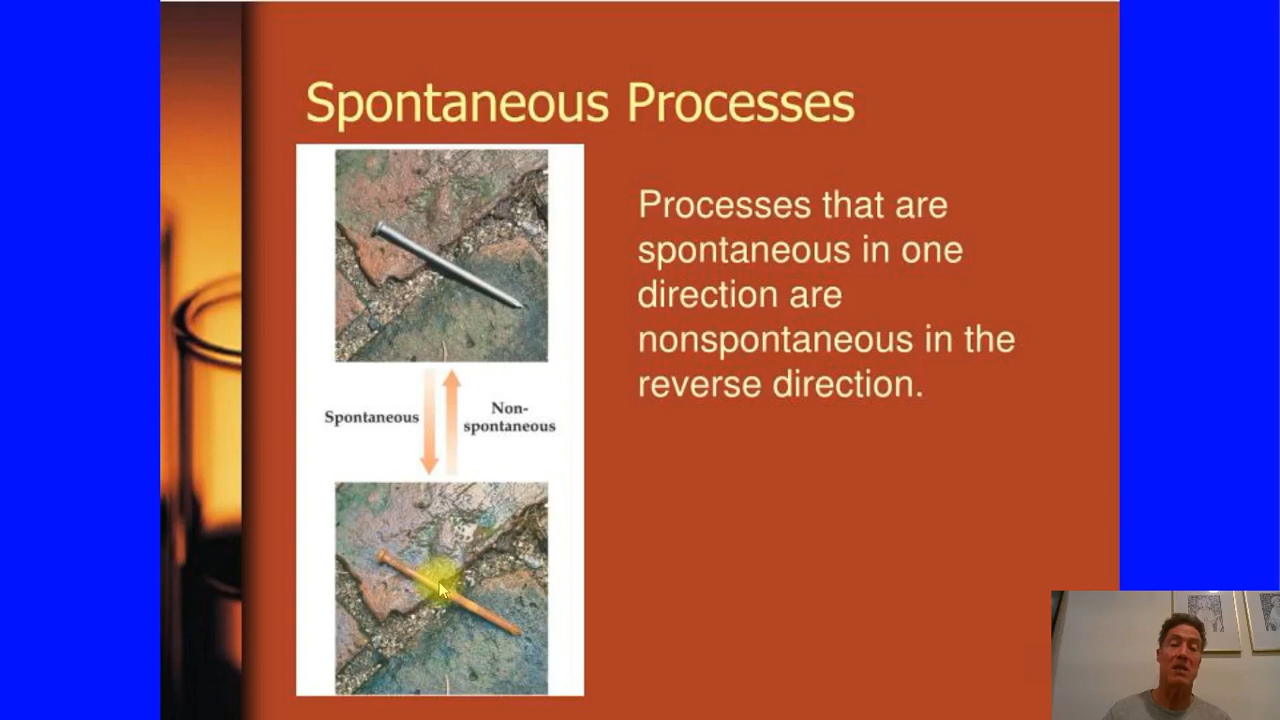 Spontaneous Processes
Processes that are
spontaneous in one
direction are
nonspontaneous in the
reverse direction.
Spontaneous
Non-
spontaneous